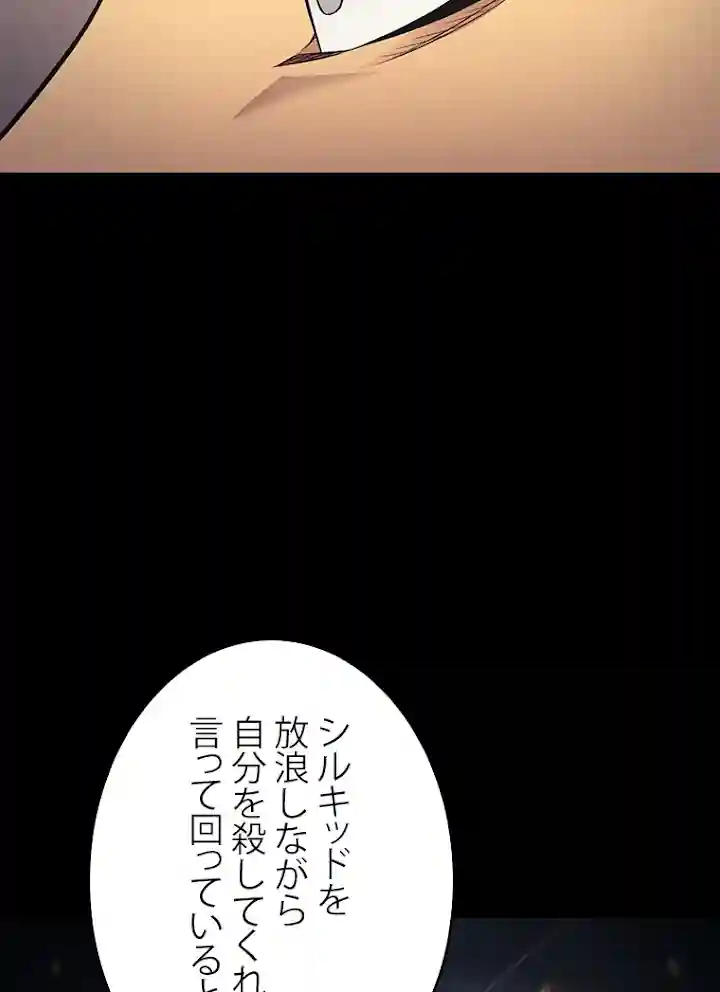 シルキッドを
放浪しながら
自分を殺してくれ
言って回っていると